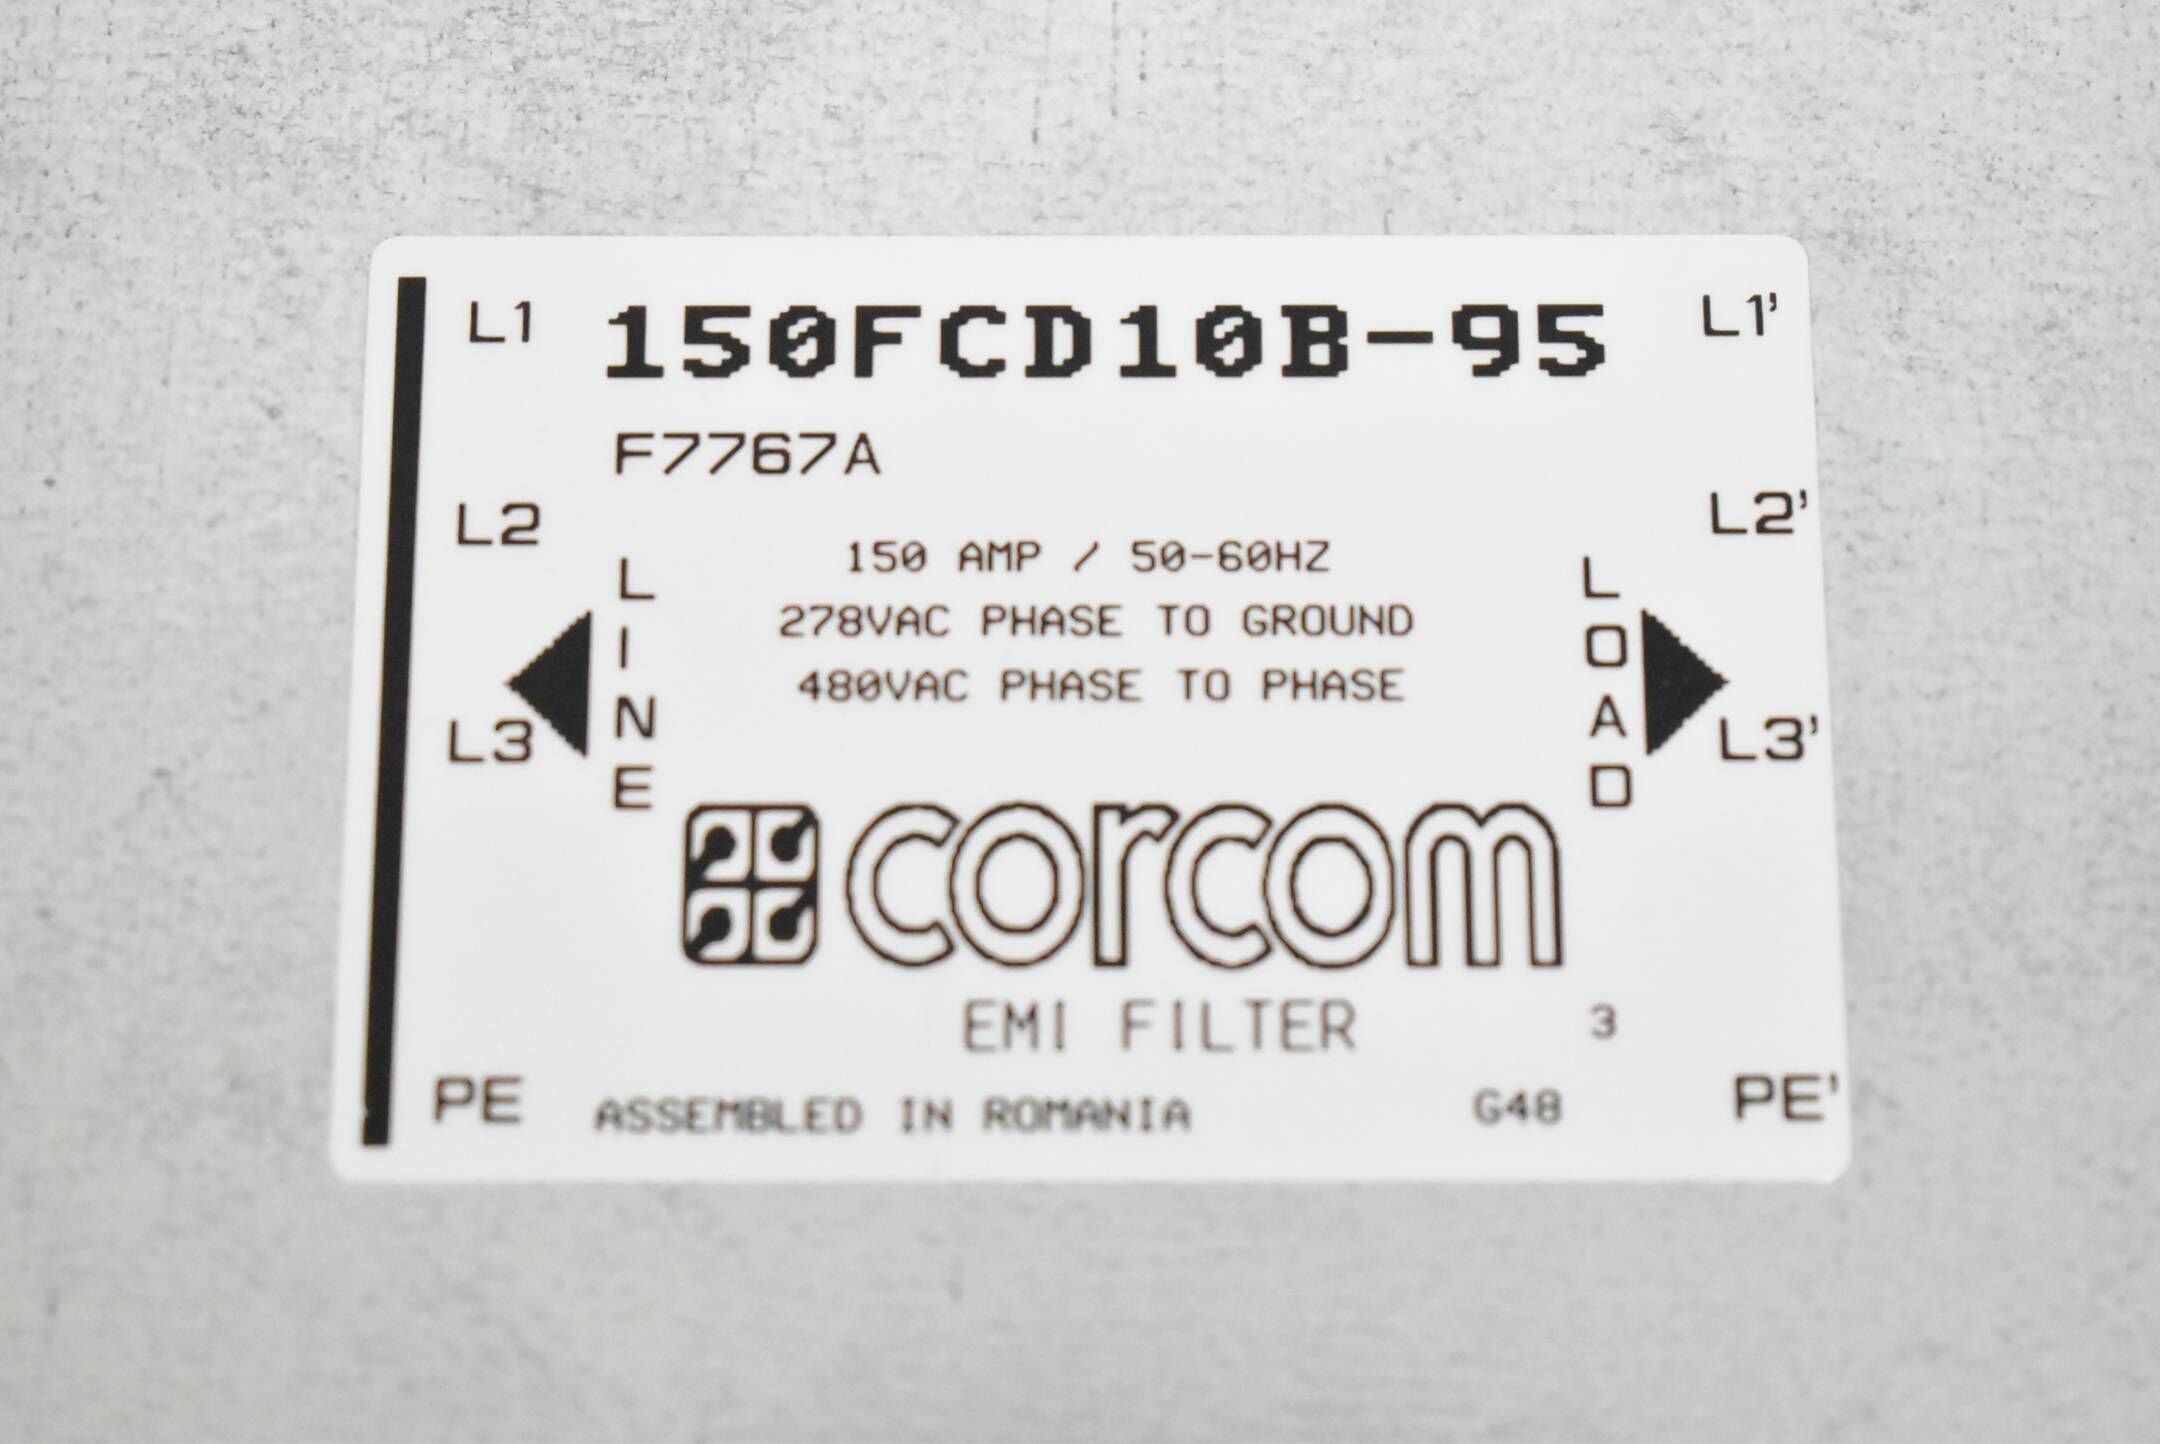 L1 150FCD10B-95 L1'
F7767A
L2 L2'
150 AMP / 50-60HZ
278VAC PHASE TO GROUND
480VAC PHASE TO PHASE
LINE
LOAD
L3 L3'
corcom
EMI FILTER 3
PE ASSEMBLED IN ROMANIA G48 PE'